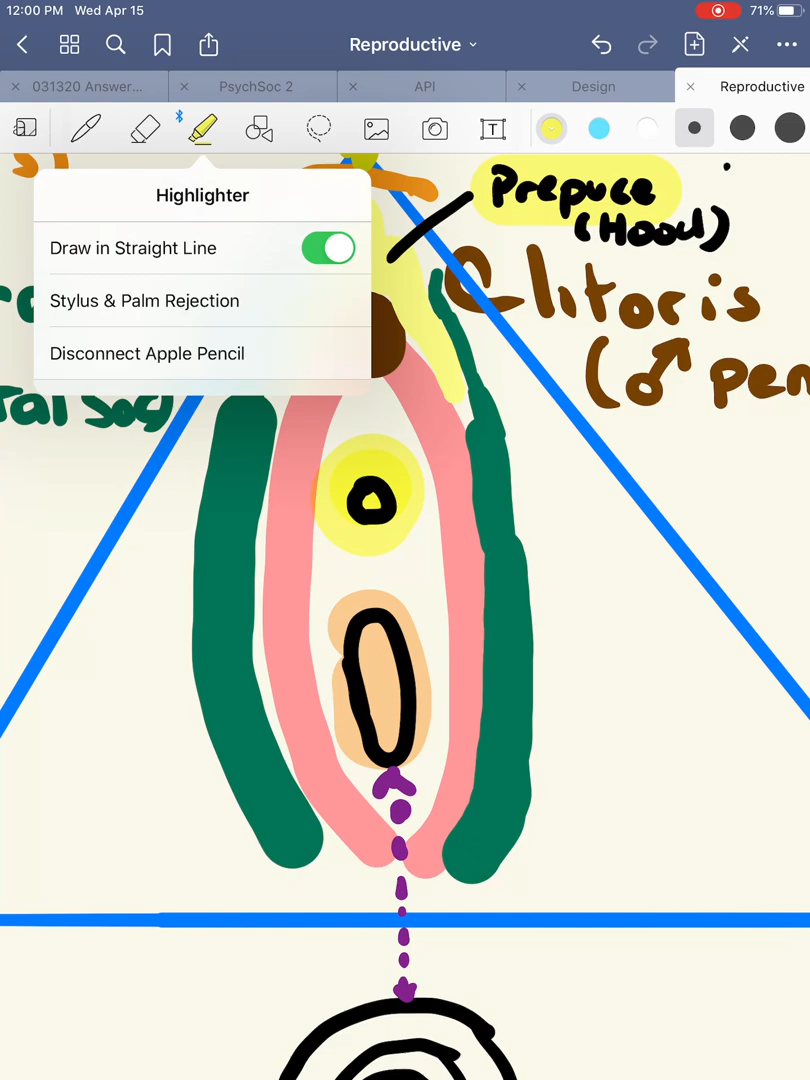 12:00 PM Wed Apr 15
71%
Reproductive
031320 Answer...
PsychSoc 2
API
Design
Reproductive
T
Highlighter
Draw in Straight Line
Stylus & Palm Rejection
Disconnect Apple Pencil
Prepuce
(Hood)
Clitoris
(♂ pen